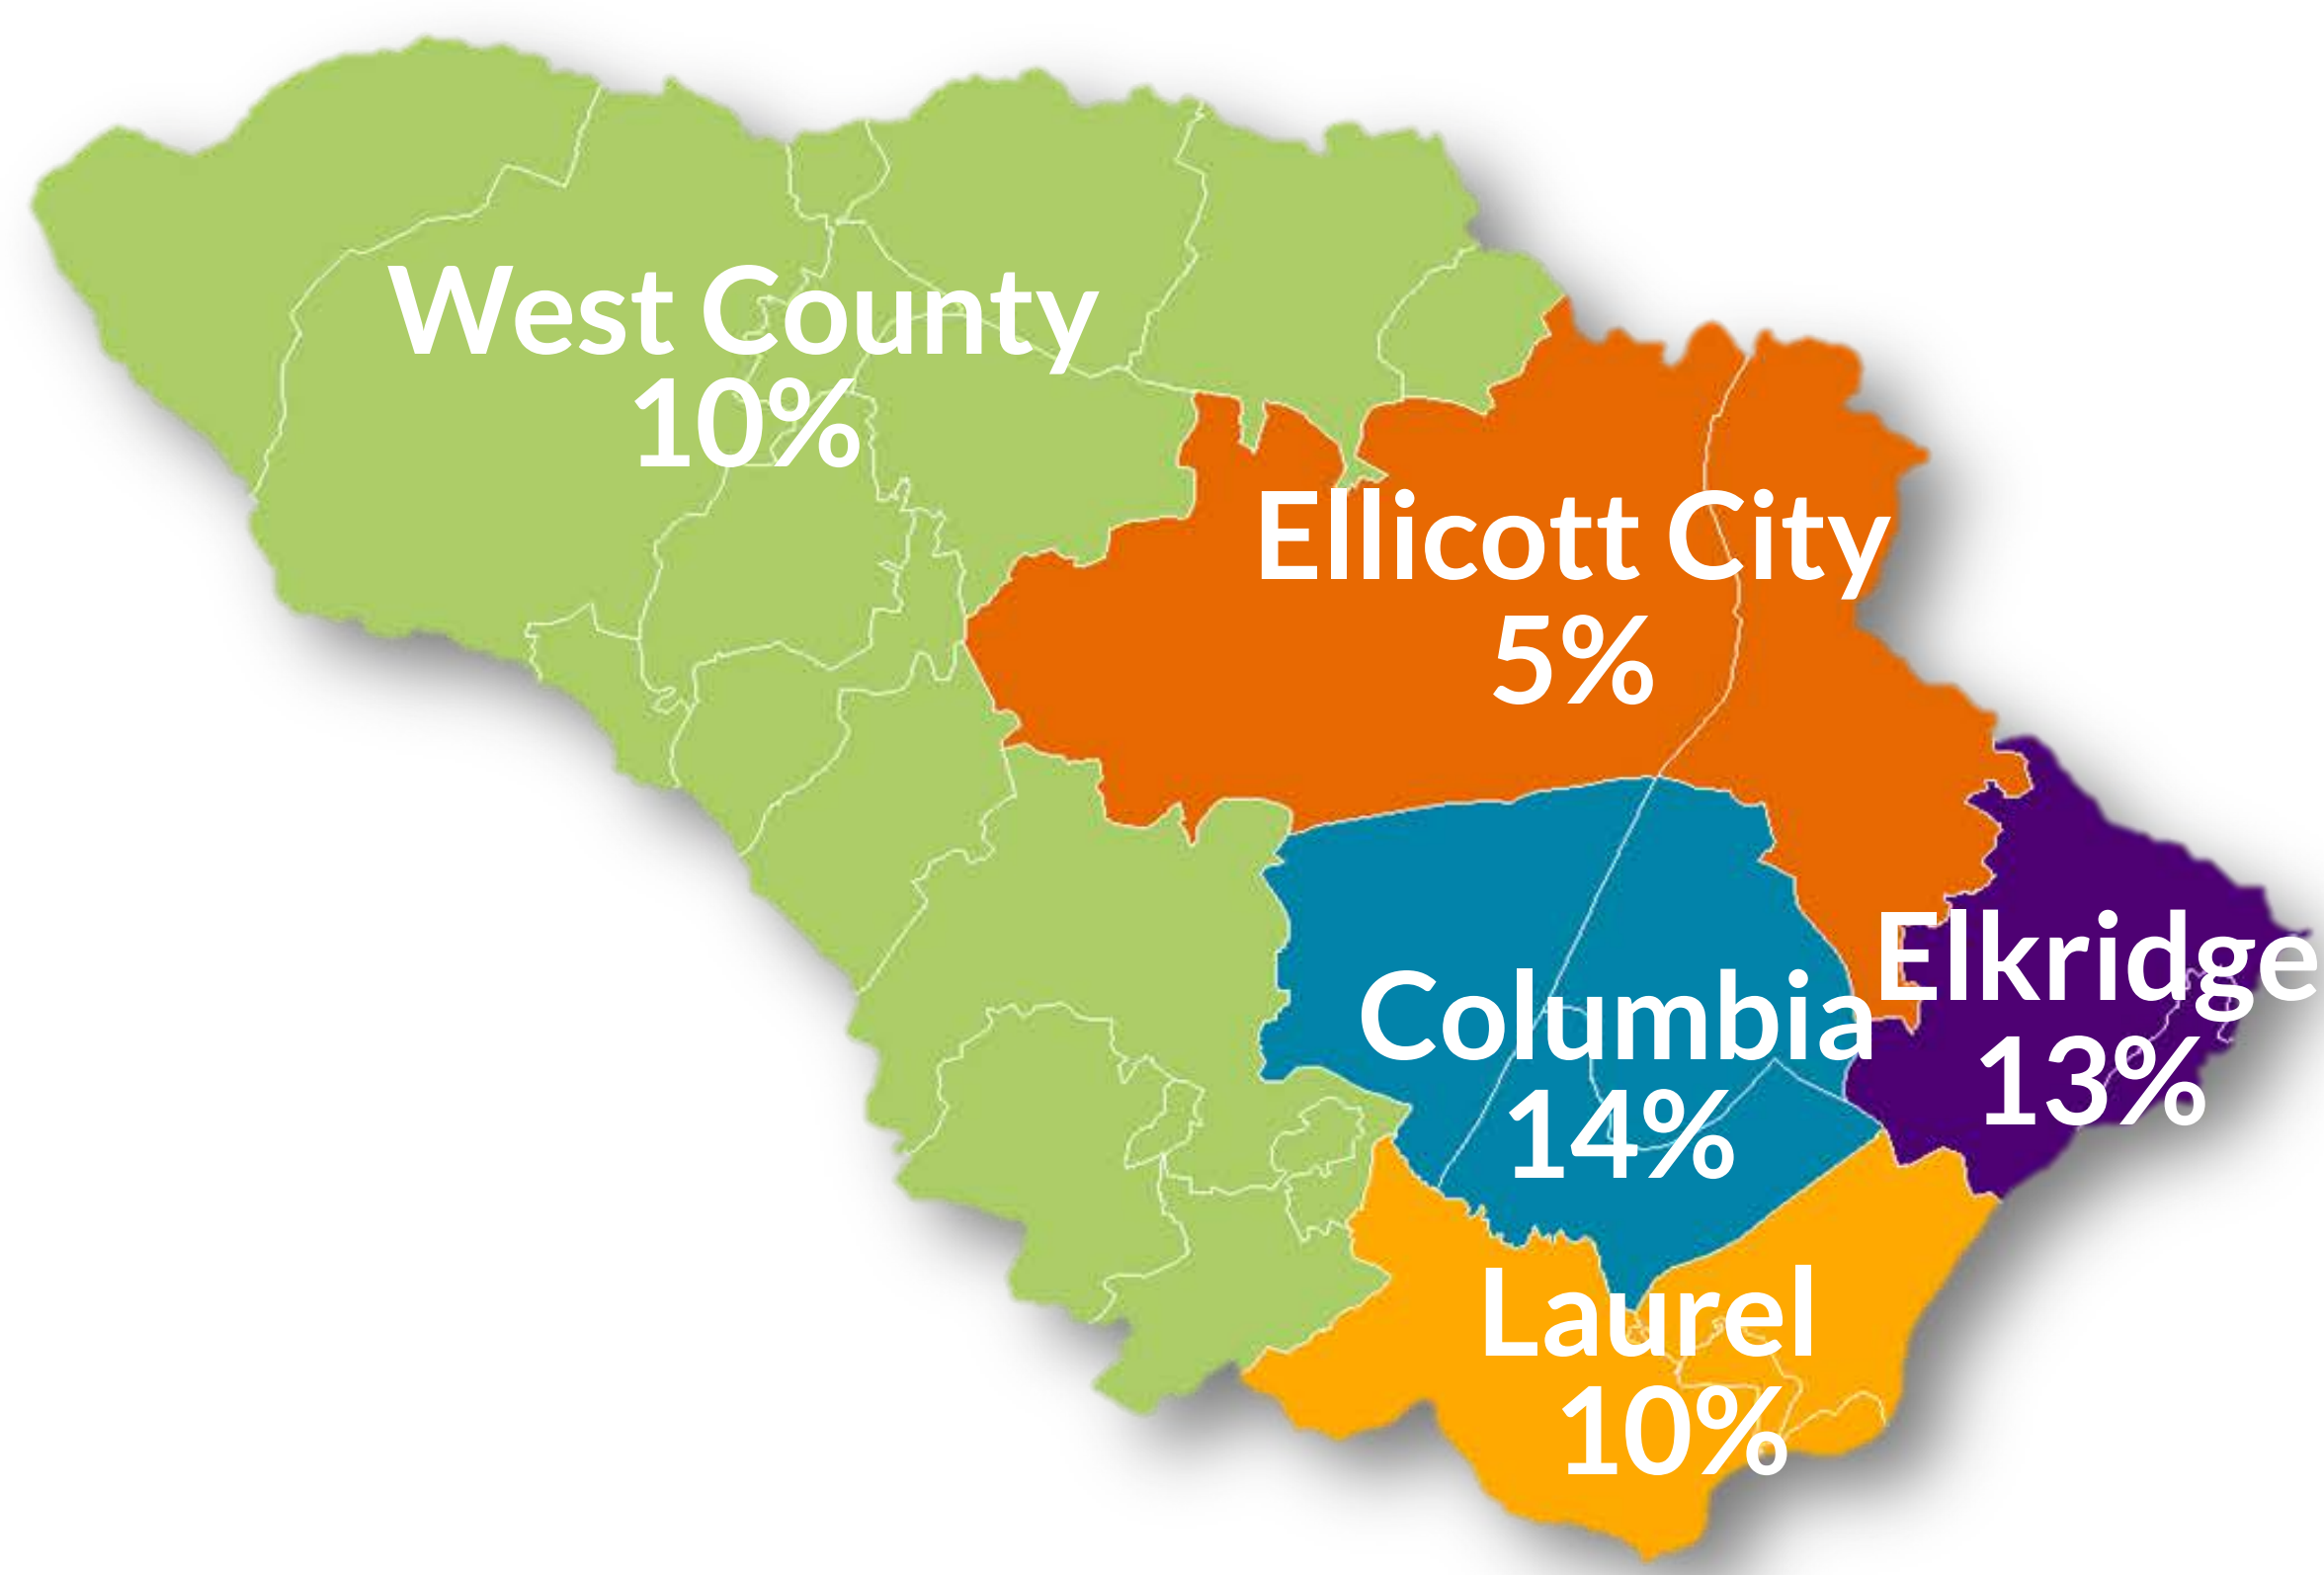 West County
10%
Ellicott City
5%
Elkridge
13%
Columbia
14%
Laurel
10%